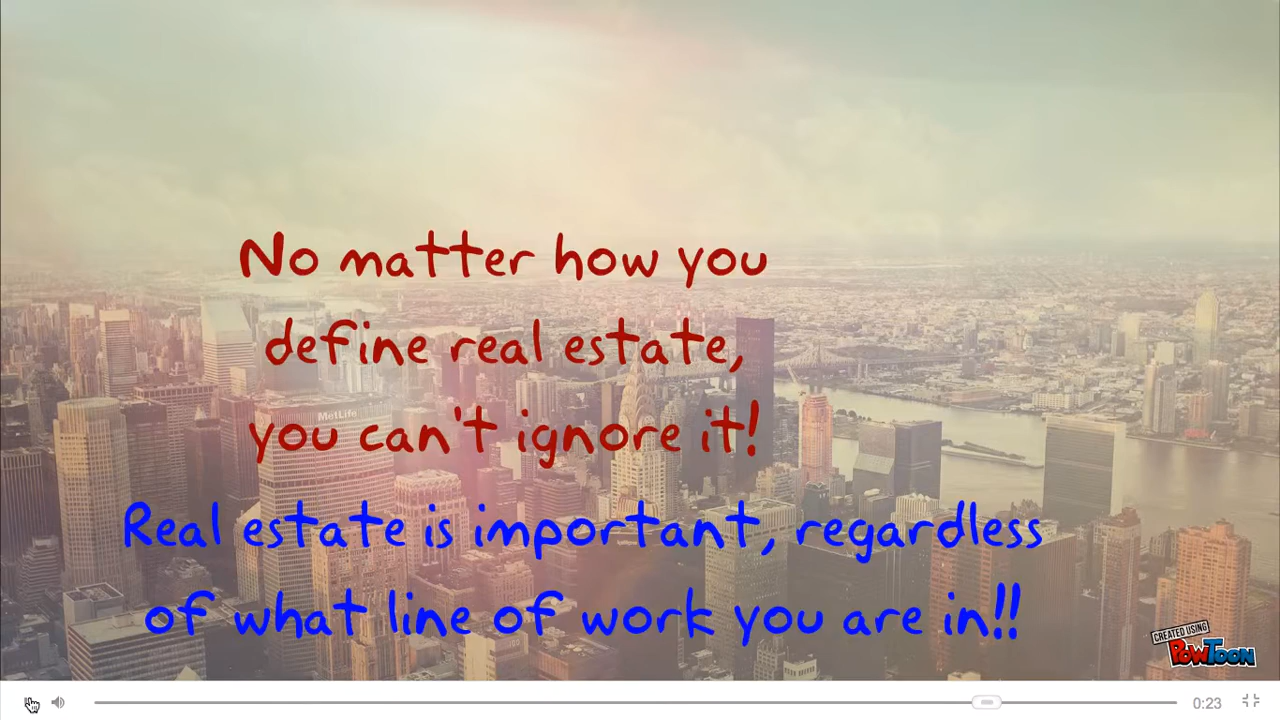 No matter how you
define real estate,
you can't ignore it!
MetLife
Real estate is important, regardless
of what line of work you are in!!
CREATED USING
POWTOON
0:23